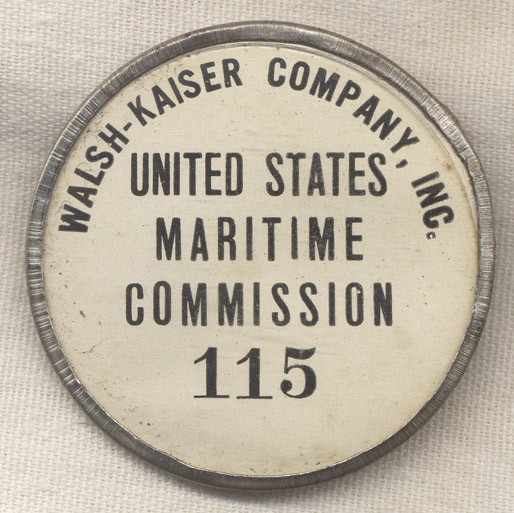 WALSH-KAISER COMPANY, INC.
UNITED STATES
MARITIME
COMMISSION
115